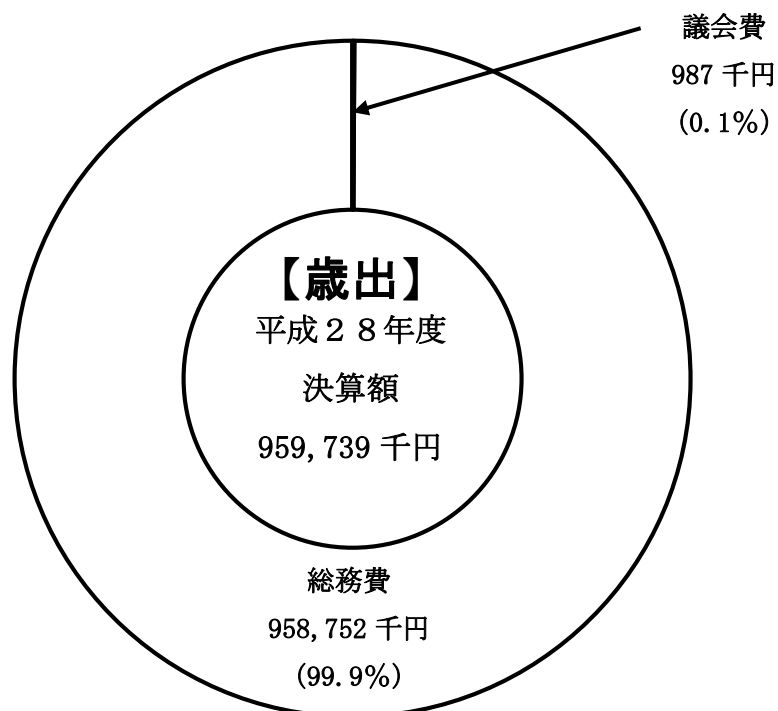 議会費
987 千円
(0.1%)
【歳出】
平成２８年度
決算額
959,739 千円
総務費
958,752 千円
(99.9%)